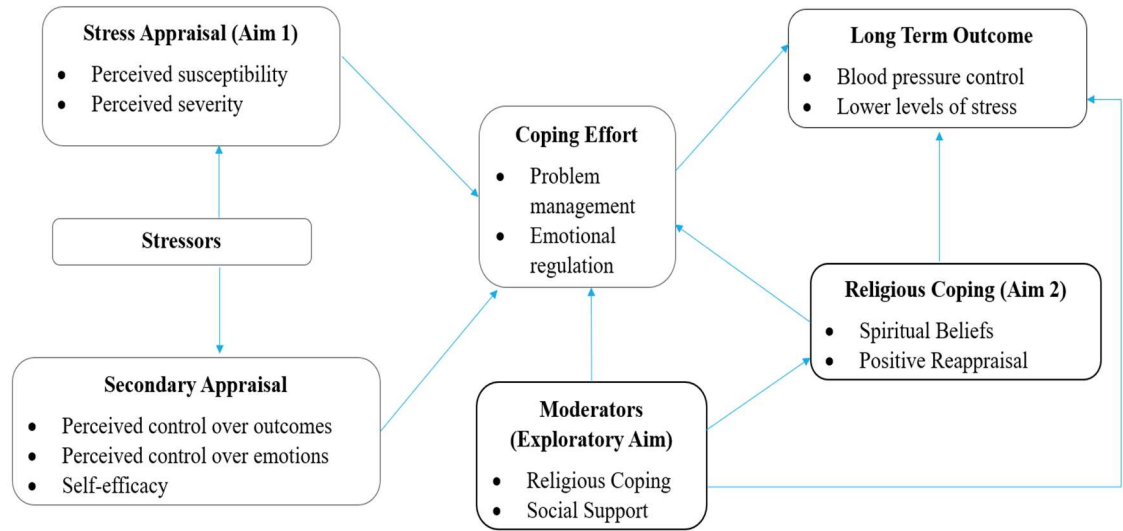 Stress Appraisal (Aim 1)
• Perceived susceptibility
• Perceived severity
Stressors
Secondary Appraisal
• Perceived control over outcomes
• Perceived control over emotions
• Self-efficacy
Coping Effort
• Problem
management
• Emotional
regulation
Moderators
(Exploratory Aim)
• Religious Coping
• Social Support
Long Term Outcome
• Blood pressure control
• Lower levels of stress
Religious Coping (Aim 2)
• Spiritual Beliefs
• Positive Reappraisal